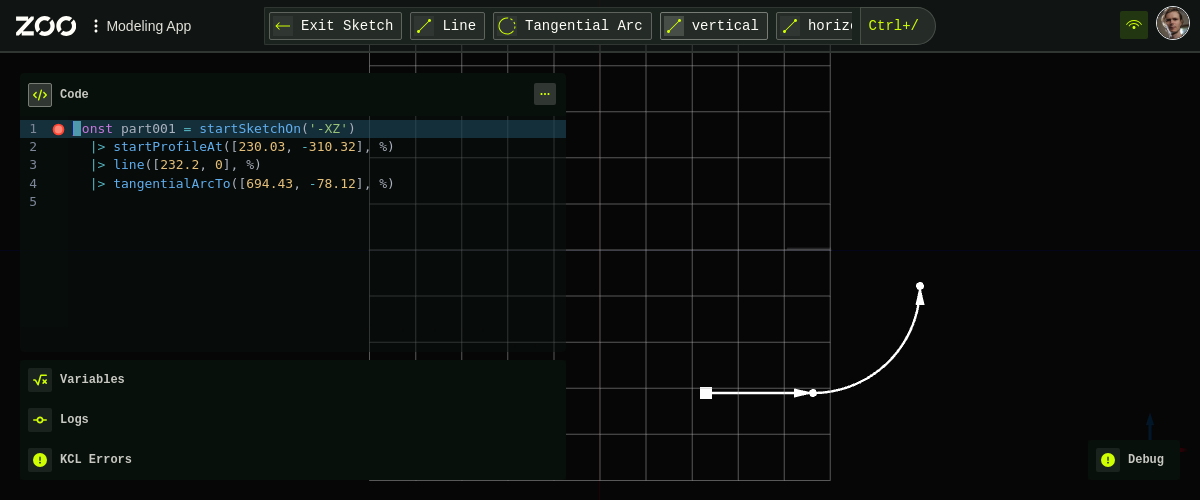 ZOO Modeling App Exit Sketch Line Tangential Arc vertical horiz Ctrl+/
Code
1 onst part001 = startSketchOn('-XZ')
2 |> startProfileAt([230.03, -310.32], %)
3 |> line([232.2, 0], %)
4 |> tangentialArcTo([694.43, -78.12], %)
5
Variables
Logs
KCL Errors
Debug